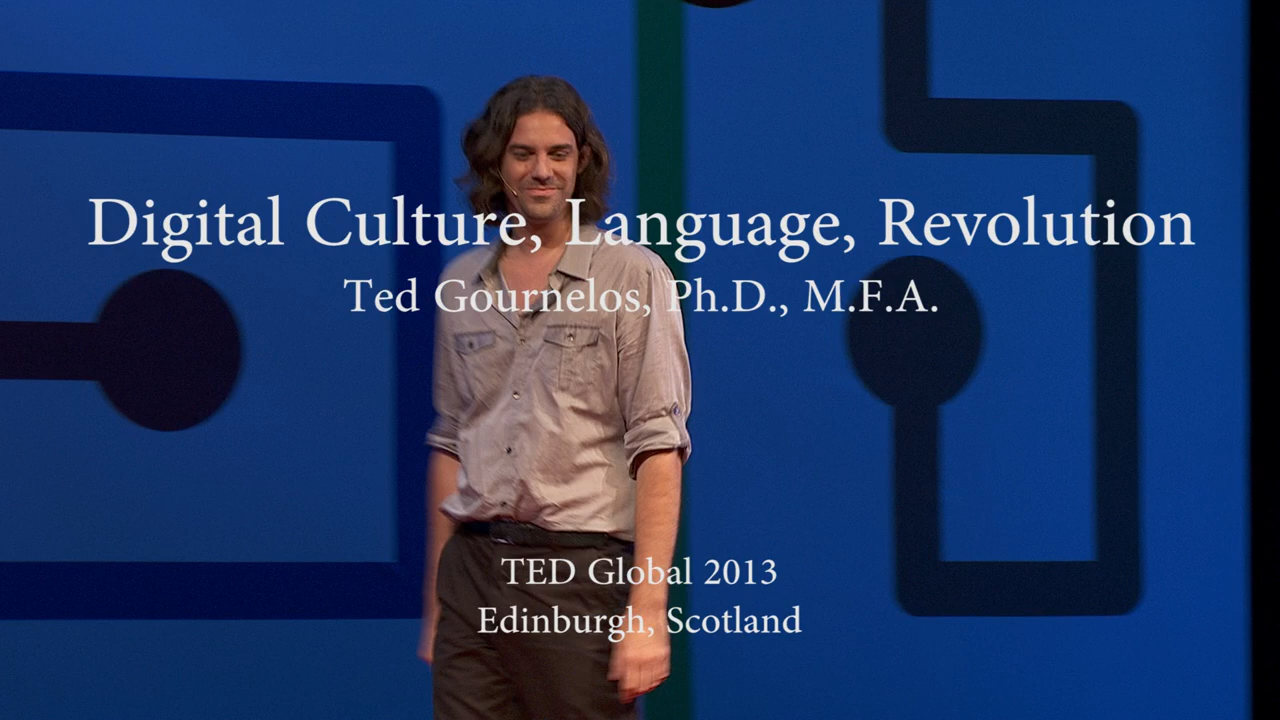 Digital Culture, Language, Revolution
Ted Gournelos, Ph.D., M.F.A.
TED Global 2013
Edinburgh, Scotland